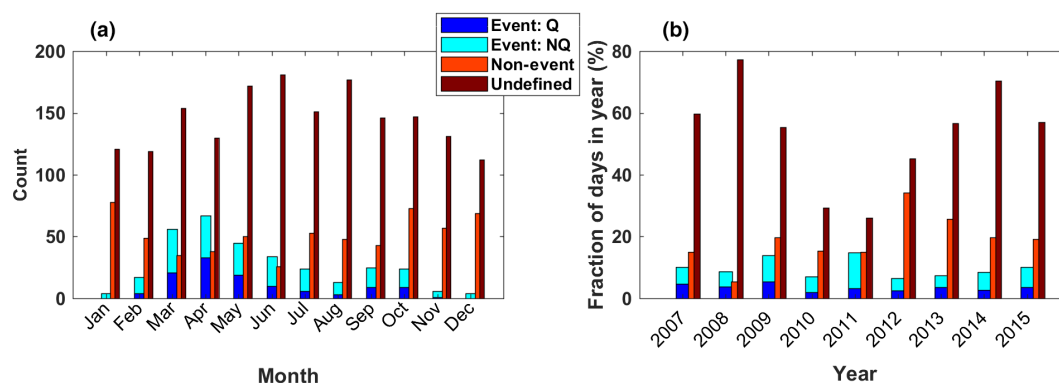 (a)
Event: Q
Event: NQ
Non-event
Undefined
(b)
200
150
100
50
0
Count
Jan
Feb
Mar
Apr
May
Jun
Jul
Aug
Sep
Oct
Nov
Dec
Month
80
60
40
20
0
Fraction of days in year (%)
2007
2008
2009
2010
2011
2012
2013
2014
2015
Year